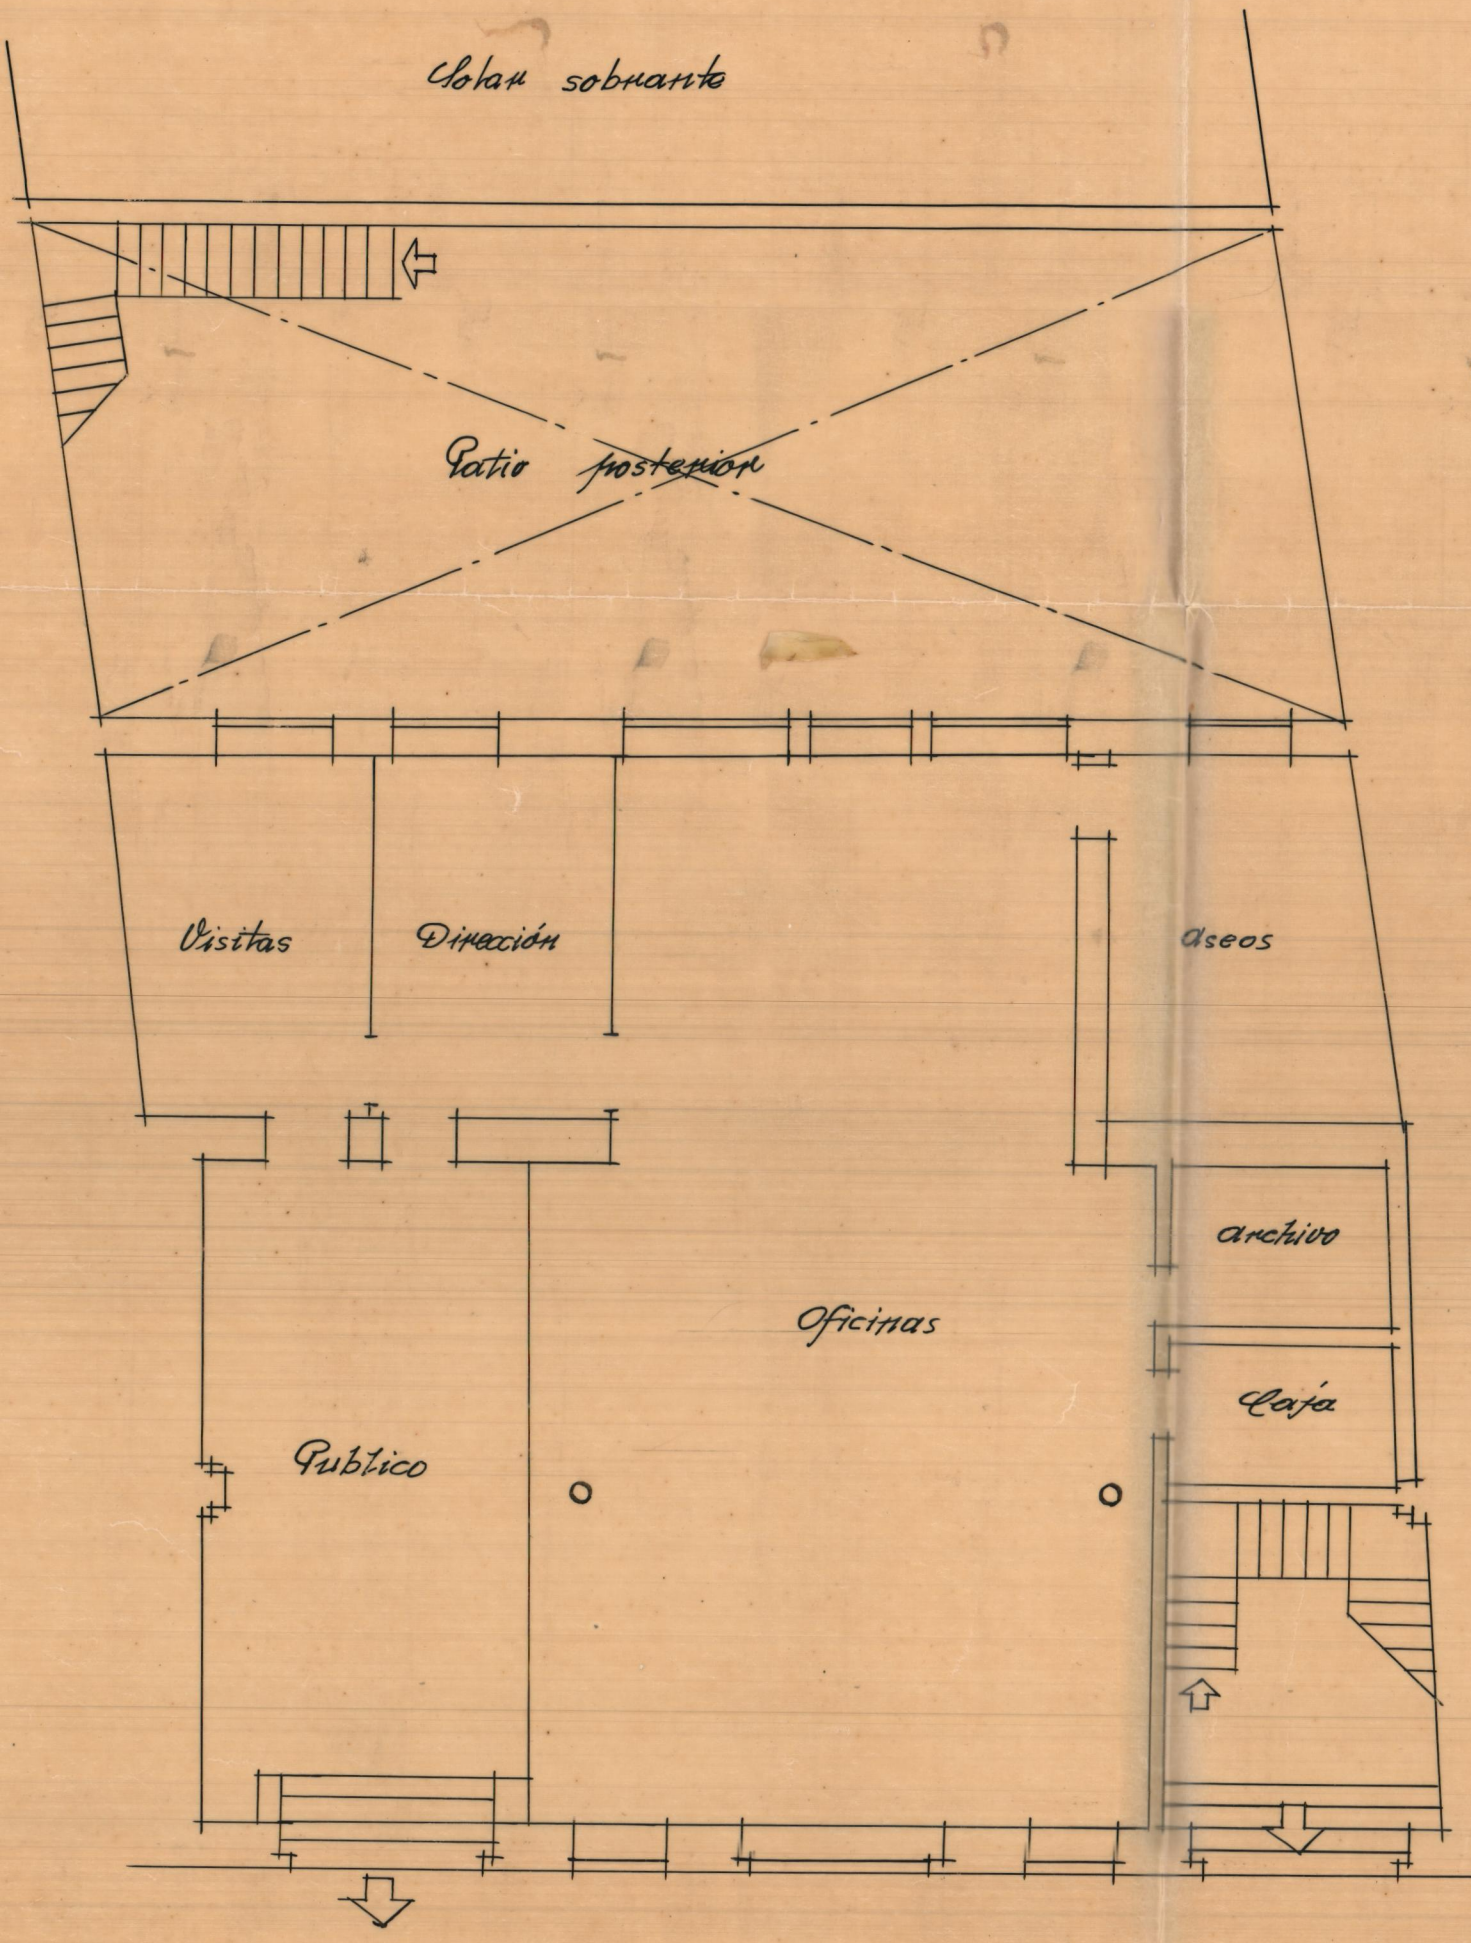 Solar sobrante
Patio posterior
Visitas
Dirección
aseos
archivo
Oficinas
Caja
Publico